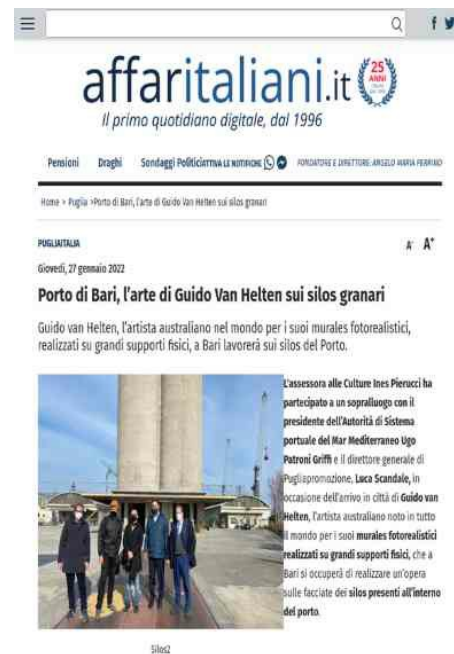 affaritaliani.it
25
ANNI
Il primo quotidiano digitale, dal 1996
Pensioni Draghi Sondaggi Politici ATTIVA LE NOTIFICHE FONDATORE E DIRETTORE: ANGELO MARIA PERRINO
Home > Puglia >Porto di Bari, l'arte di Guido Van Helten sui silos granari
PUGLIAITALIA A- A+
Giovedì, 27 gennaio 2022
Porto di Bari, l'arte di Guido Van Helten sui silos granari
Guido van Helten, l'artista australiano nel mondo per i suoi murales fotorealistici,
realizzati su grandi supporti fisici, a Bari lavorerà sui silos del Porto.
L'assessora alle Culture Ines Pierucci ha
partecipato a un sopralluogo con il
presidente dell'Autorità di Sistema
portuale del Mar Mediterraneo Ugo
Patroni Griffi e il direttore generale di
Pugliapromozione, Luca Scandale, in
occasione dell'arrivo in città di Guido van
Helten, l'artista australiano noto in tutto
il mondo per i suoi murales fotorealistici
realizzati su grandi supporti fisici, che a
Bari si occuperà di realizzare un'opera
sulle facciate dei silos presenti all'interno
del porto.
Silos2